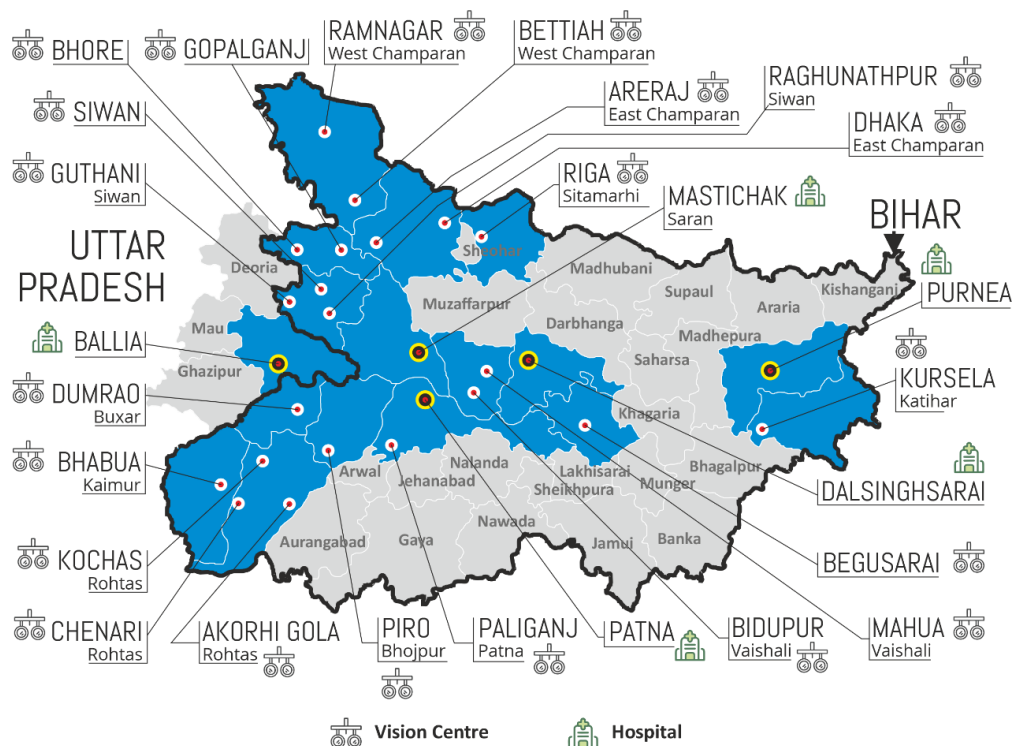 RAMNAGAR
West Champaran
BETTIAH
West Champaran
BHORE
GOPALGANJ
ARERAJ
East Champaran
RAGHUNATHPUR
Siwan
SIWAN
DHAKA
East Champaran
GUTHANI
Siwan
RIGA
Sitamarhi
MASTICHAK
Saran
BIHAR
UTTAR
PRADESH
Deoria
Sheohar
Madhubani
Supaul
Araria
Kishanganj
PURNEA
Muzaffarpur
Darbhanga
Madhepura
Mau
BALLIA
Ghazipur
Saharsa
KURSELA
Katihar
DUMRAO
Buxar
Khagaria
BHABUA
Kaimur
Arwal
Jehanabad
Nalanda
Lakhisarai
Sheikhpura
Munger
Bhagalpur
DALSINGHSARAI
Aurangabad
Gaya
Nawada
Jamui
Banka
KOCHAS
Rohtas
BEGUSARAI
CHENARI
Rohtas
AKORHI GOLA
Rohtas
PIRO
Bhojpur
PALIGANJ
Patna
PATNA
BIDUPUR
Vaishali
MAHUA
Vaishali
Vision Centre
Hospital